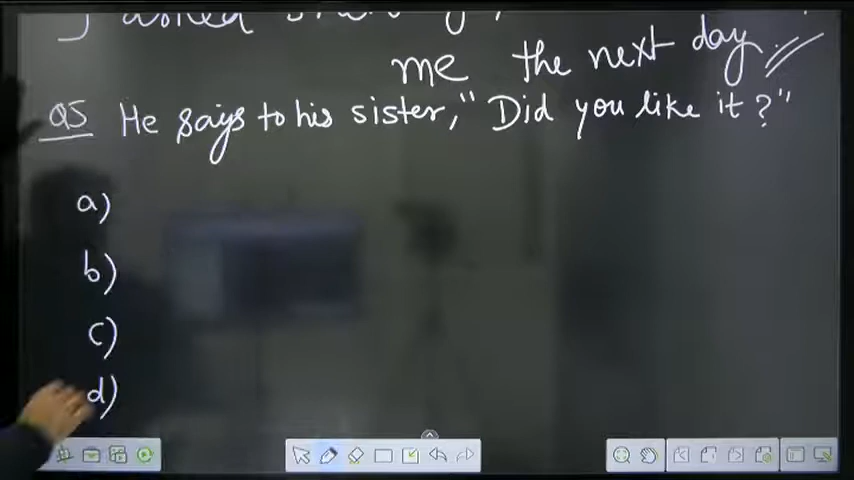 me the next day
Q5 He says to his sister, "Did you like it?"
a)
b)
c)
d)